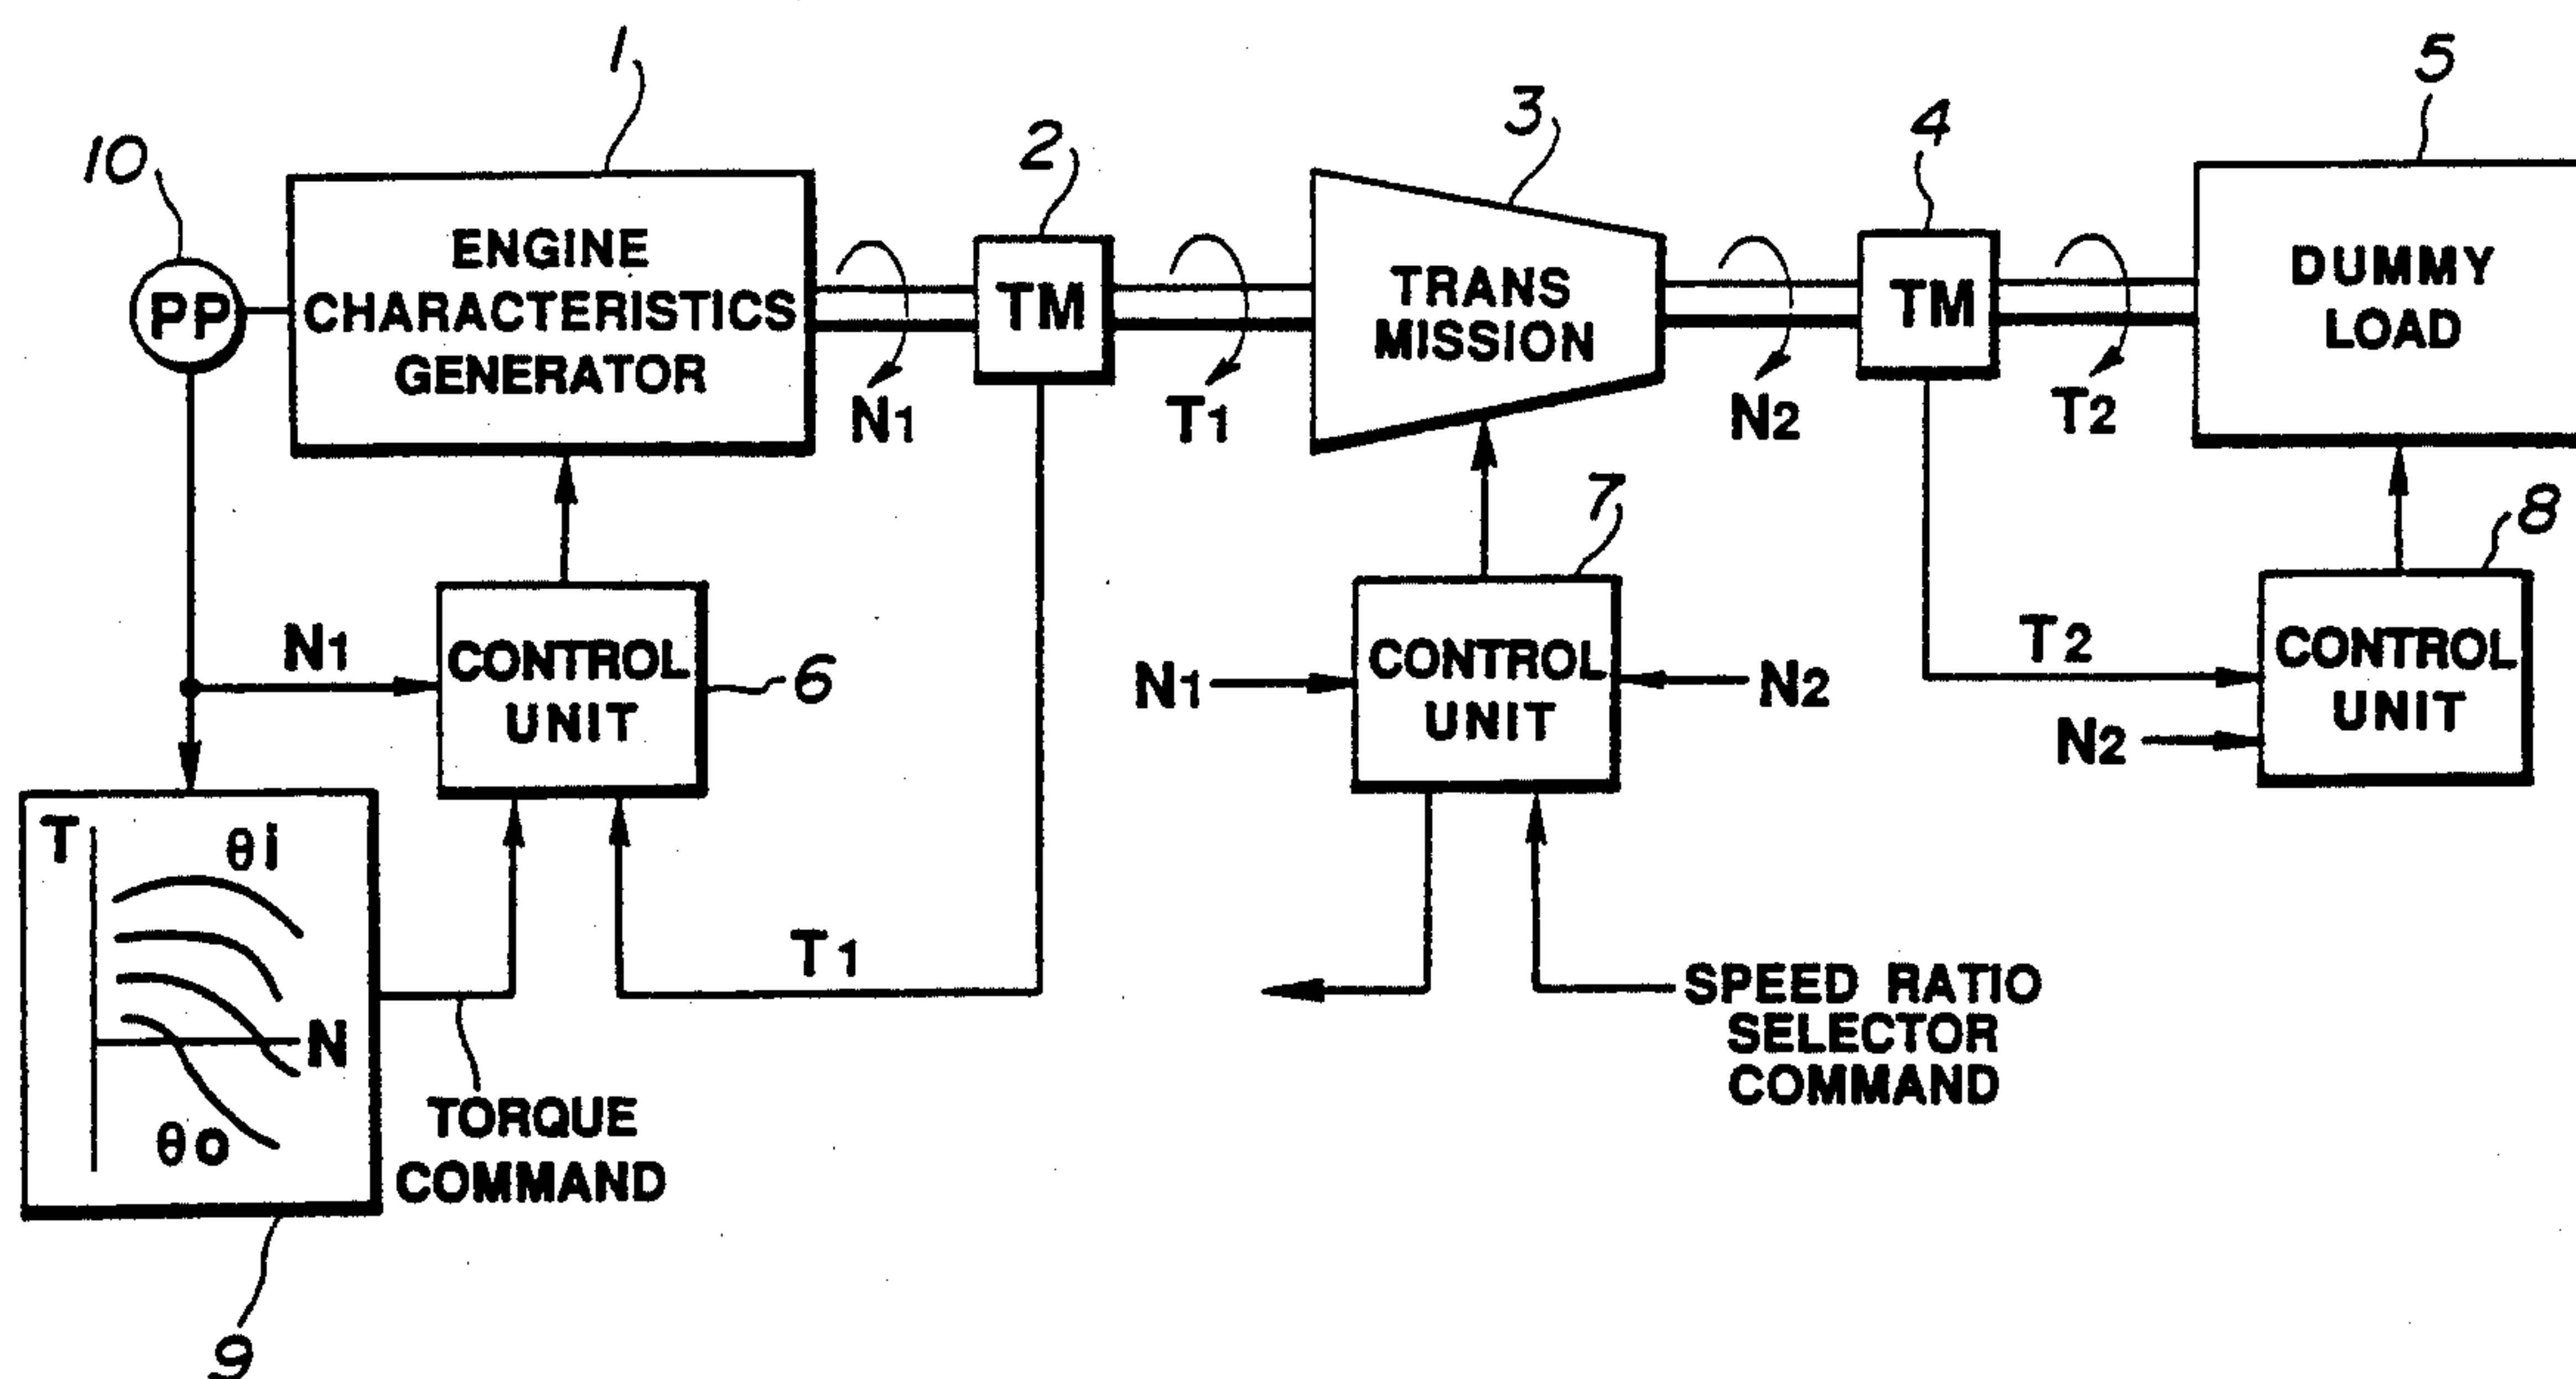 1
2
3
4
5
10
PP
ENGINE
CHARACTERISTICS
GENERATOR
TM
TRANS
MISSION
TM
DUMMY
LOAD
N1
T1
N2
T2
7
8
N1
CONTROL
UNIT
6
N1
CONTROL
UNIT
N2
T2
N2
CONTROL
UNIT
T
θi
N
θo
T1
SPEED RATIO
SELECTOR
COMMAND
TORQUE
COMMAND
9